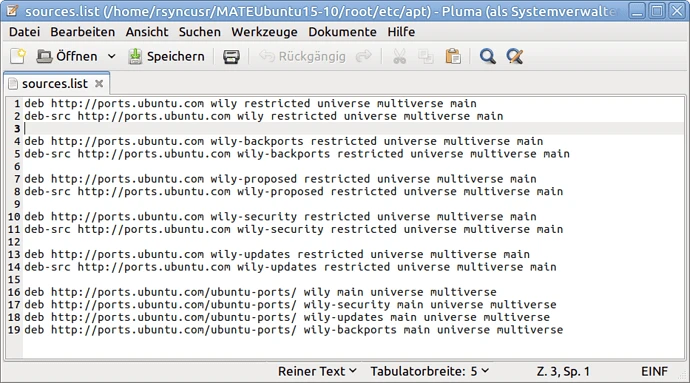 sources.list (/home/rsyncusr/MATEUbuntu15-10/root/etc/apt) - Pluma (als Systemverwalte
Datei Bearbeiten Ansicht Suchen Werkzeuge Dokumente Hilfe
Öffnen Speichern Rückgängig
sources.list
1 deb http://ports.ubuntu.com wily restricted universe multiverse main
2 deb-src http://ports.ubuntu.com wily restricted universe multiverse main
3
4 deb http://ports.ubuntu.com wily-backports restricted universe multiverse main
5 deb-src http://ports.ubuntu.com wily-backports restricted universe multiverse main
6
7 deb http://ports.ubuntu.com wily-proposed restricted universe multiverse main
8 deb-src http://ports.ubuntu.com wily-proposed restricted universe multiverse main
9
10 deb http://ports.ubuntu.com wily-security restricted universe multiverse main
11 deb-src http://ports.ubuntu.com wily-security restricted universe multiverse main
12
13 deb http://ports.ubuntu.com wily-updates restricted universe multiverse main
14 deb-src http://ports.ubuntu.com wily-updates restricted universe multiverse main
15
16 deb http://ports.ubuntu.com/ubuntu-ports/ wily main universe multiverse
17 deb http://ports.ubuntu.com/ubuntu-ports/ wily-security main universe multiverse
18 deb http://ports.ubuntu.com/ubuntu-ports/ wily-updates main universe multiverse
19 deb http://ports.ubuntu.com/ubuntu-ports/ wily-backports main universe multiverse
Reiner Text Tabulatorbreite: 5 Z. 3, Sp. 1 EINF